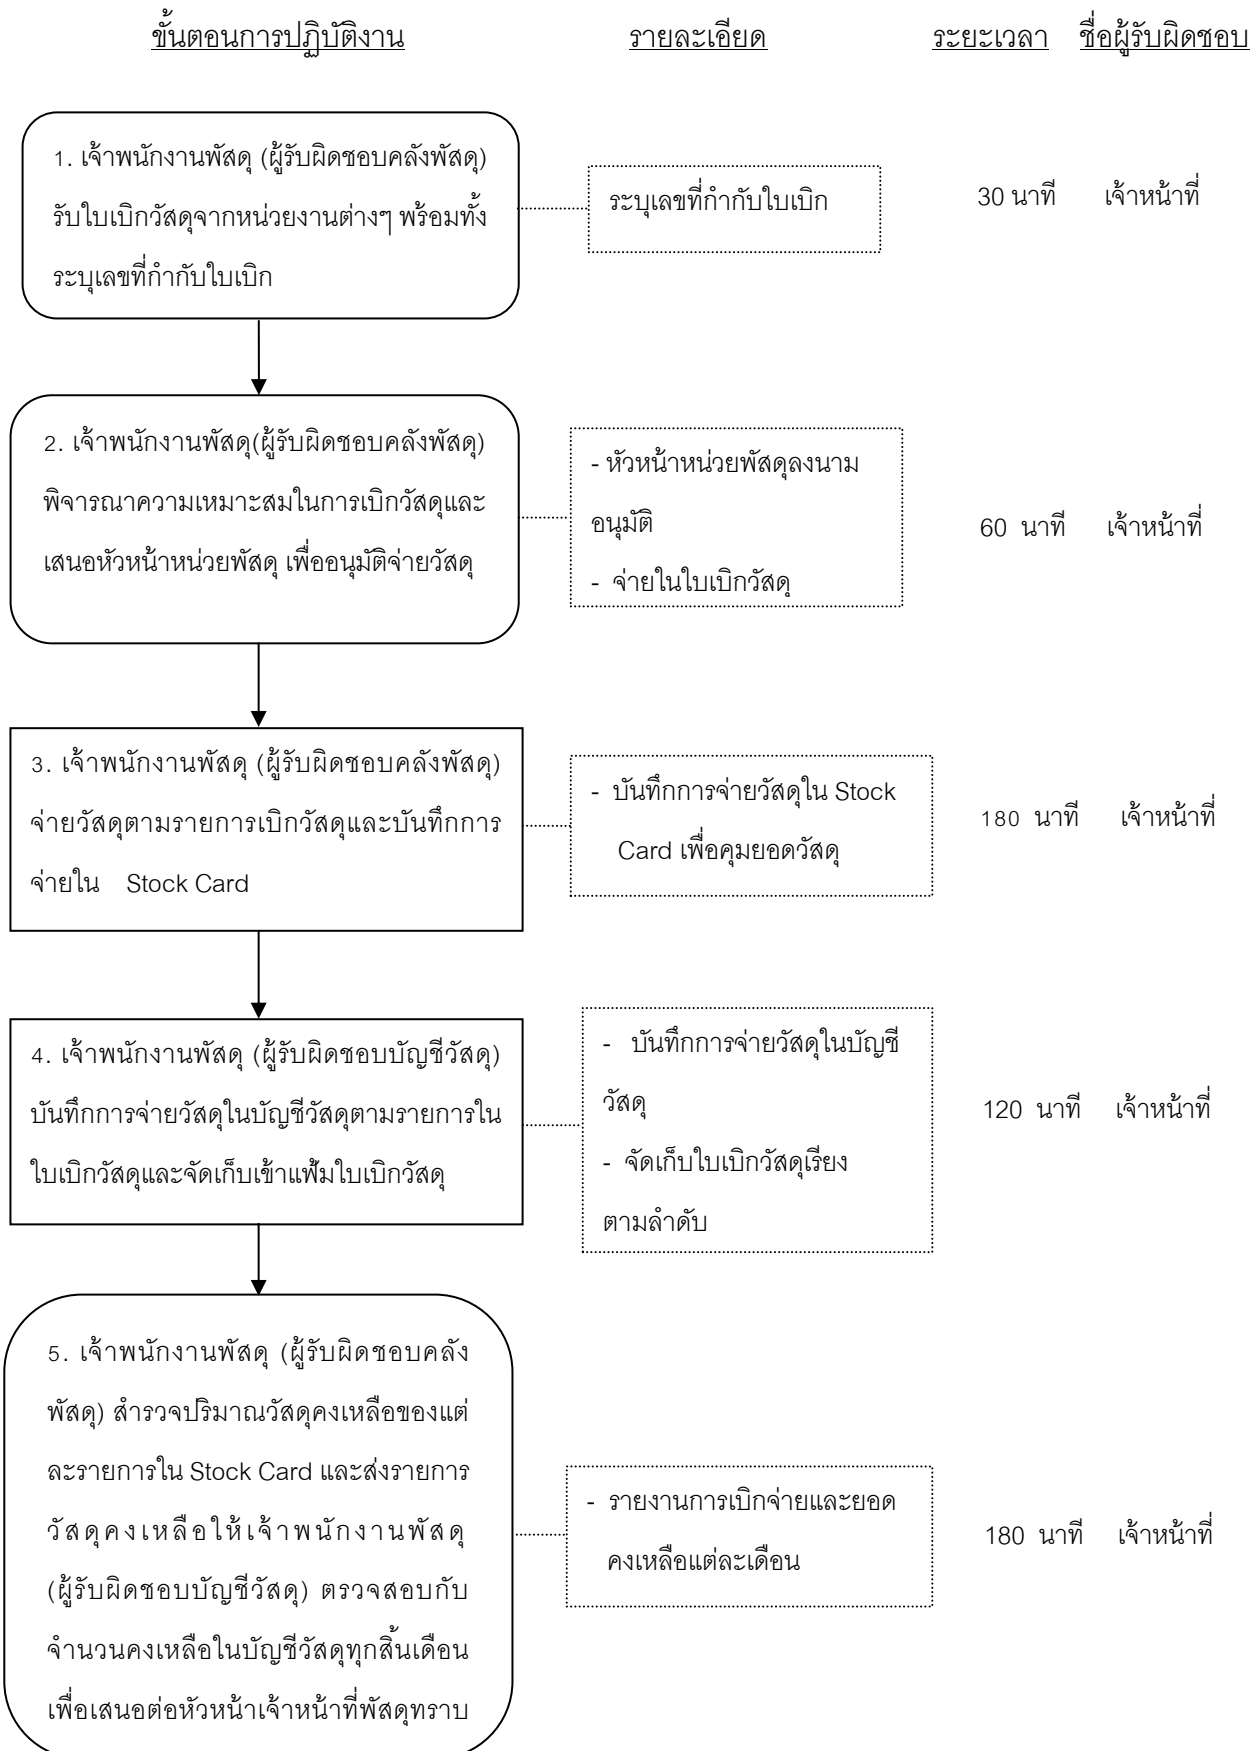 ขั้นตอนการปฏิบัติงาน รายละเอียด ระยะเวลา ชื่อผู้รับผิดชอบ
1. เจ้าพนักงานพัสดุ (ผู้รับผิดชอบคลังพัสดุ)
รับใบเบิกวัสดุจากหน่วยงานต่างๆ พร้อมทั้ง
ระบุเลขที่กำกับใบเบิก
ระบุเลขที่กำกับใบเบิก
30 นาที เจ้าหน้าที่
2. เจ้าพนักงานพัสดุ(ผู้รับผิดชอบคลังพัสดุ)
พิจารณาความเหมาะสมในการเบิกวัสดุและ
เสนอหัวหน้าหน่วยพัสดุ เพื่ออนุมัติจ่ายวัสดุ
- หัวหน้าหน่วยพัสดุลงนาม
อนุมัติ
- จ่ายในใบเบิกวัสดุ
60 นาที เจ้าหน้าที่
3. เจ้าพนักงานพัสดุ (ผู้รับผิดชอบคลังพัสดุ)
จ่ายวัสดุตามรายการเบิกวัสดุและบันทึกการ
จ่ายใน Stock Card
- บันทึกการจ่ายวัสดุใน Stock
Card เพื่อคุมยอดวัสดุ
180 นาที เจ้าหน้าที่
4. เจ้าพนักงานพัสดุ (ผู้รับผิดชอบบัญชีวัสดุ)
บันทึกการจ่ายวัสดุในบัญชีวัสดุตามรายการใน
ใบเบิกวัสดุและจัดเก็บเข้าแฟ้มใบเบิกวัสดุ
- บันทึกการจ่ายวัสดุในบัญชี
วัสดุ
- จัดเก็บใบเบิกวัสดุเรียง
ตามลำดับ
120 นาที เจ้าหน้าที่
5. เจ้าพนักงานพัสดุ (ผู้รับผิดชอบคลัง
พัสดุ) สำรวจปริมาณวัสดุคงเหลือของแต่
ละรายการใน Stock Card และส่งรายการ
วัสดุคงเหลือให้เจ้าพนักงานพัสดุ
(ผู้รับผิดชอบบัญชีวัสดุ) ตรวจสอบกับ
จำนวนคงเหลือในบัญชีวัสดุทุกสิ้นเดือน
เพื่อเสนอต่อหัวหน้าเจ้าหน้าที่พัสดุทราบ
- รายงานการเบิกจ่ายและยอด
คงเหลือแต่ละเดือน
180 นาที เจ้าหน้าที่